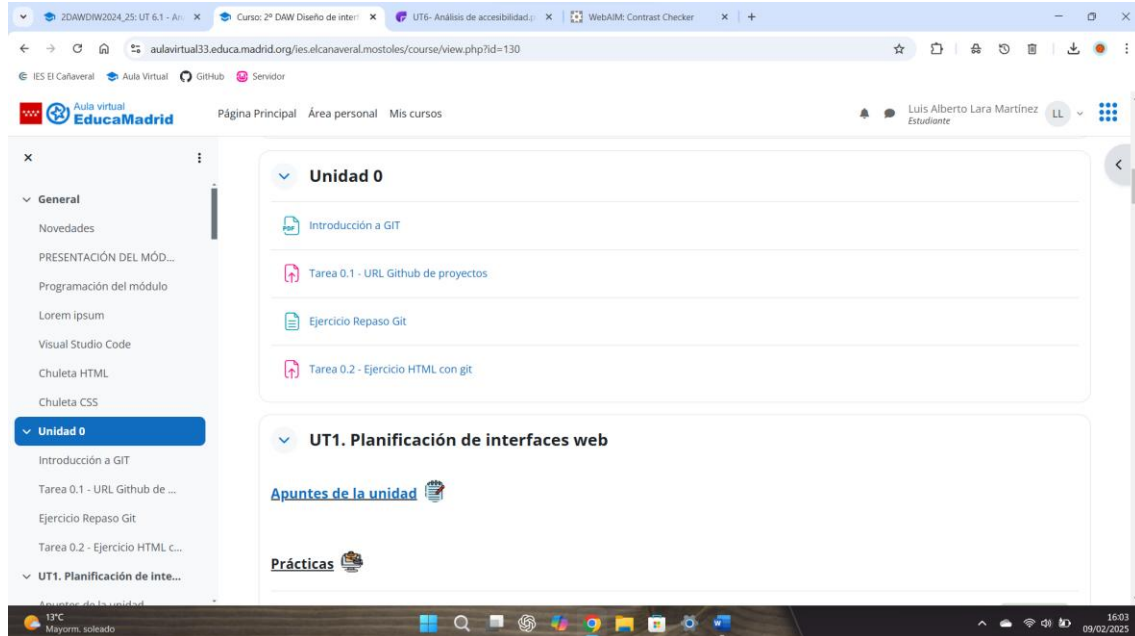 2DAWDIW2024_25: UT 6.1 - An
Curso: 2º DAW Diseño de interf
UT6- Análisis de accesibilidad.p
WebAIM: Contrast Checker
aulavirtual33.educa.madrid.org/ies.elcanaveral.mostoles/course/view.php?id=130
IES El Cañaveral
Aula Virtual
GitHub
Servidor
Aula virtual
EducaMadrid
Página Principal
Área personal
Mis cursos
Luis Alberto Lara Martínez
Estudiante
LL
General
Novedades
PRESENTACIÓN DEL MÓD...
Programación del módulo
Lorem ipsum
Visual Studio Code
Chuleta HTML
Chuleta CSS
Unidad 0
Introducción a GIT
Tarea 0.1 - URL Github de ...
Ejercicio Repaso Git
Tarea 0.2 - Ejercicio HTML c...
UT1. Planificación de inte...
Apuntes de la unidad
Unidad 0
PDF
Introducción a GIT
Tarea 0.1 - URL Github de proyectos
Ejercicio Repaso Git
Tarea 0.2 - Ejercicio HTML con git
UT1. Planificación de interfaces web
Apuntes de la unidad
Prácticas
13°C
Mayorm. soleado
16:03
09/02/2025